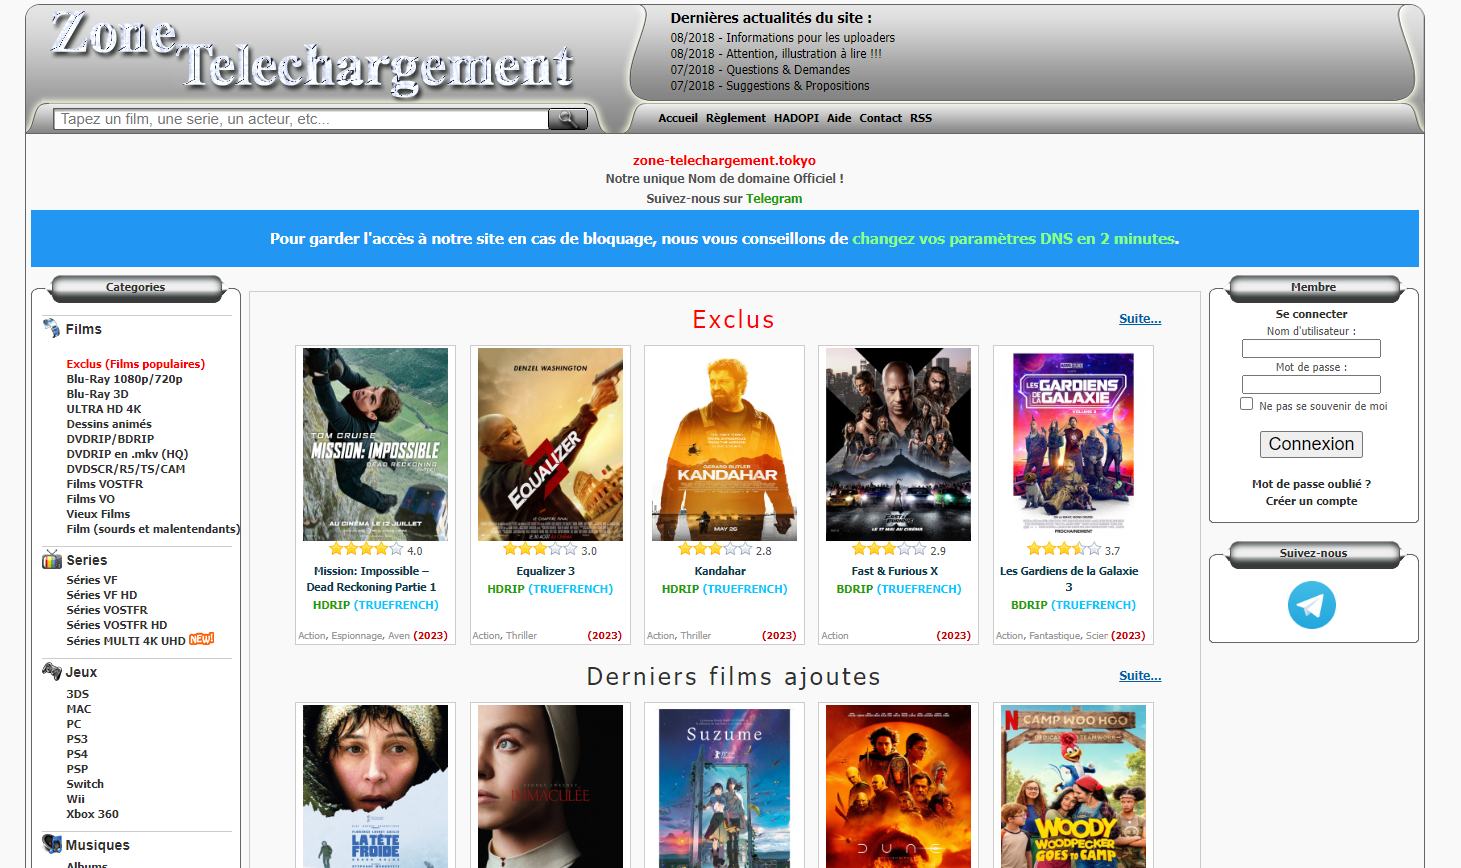 Zone
Telechargement
Dernières actualités du site :
08/2018 - Informations pour les uploaders
08/2018 - Attention, illustration à lire !!!
07/2018 - Questions & Demandes
07/2018 - Suggestions & Propositions
Tapez un film, une serie, un acteur, etc...
Accueil Règlement HADOPI Aide Contact RSS
zone-telechargement.tokyo
Notre unique Nom de domaine Officiel !
Suivez-nous sur Telegram
Pour garder l'accès à notre site en cas de bloquage, nous vous conseillons de changez vos paramètres DNS en 2 minutes.
Categories
Films
Exclus (Films populaires)
Blu-Ray 1080p/720p
Blu-Ray 3D
ULTRA HD 4K
Dessins animés
DVDRIP/BDRIP
DVDRIP en .mkv (HQ)
DVDSCR/R5/TS/CAM
Films VOSTFR
Films VO
Vieux Films
Film (sourds et malentendants)
Series
Séries VF
Séries VF HD
Séries VOSTFR
Séries VOSTFR HD
Séries MULTI 4K UHD NEW!
Jeux
3DS
MAC
PC
PS3
PS4
PSP
Switch
Wii
Xbox 360
Musiques
Albums
Exclus
Suite...
TOM CRUISE
MISSION: IMPOSSIBLE
DEAD RECKONING
AU CINÉMA LE 12 JUILLET
4.0
Mission: Impossible –
Dead Reckoning Partie 1
HDRIP (TRUEFRENCH)
Action, Espionnage, Aven (2023)
DENZEL WASHINGTON
EQUALIZER
3.0
Equalizer 3
HDRIP (TRUEFRENCH)
Action, Thriller (2023)
GERARD BUTLER
KANDAHAR
MAY 26
2.8
Kandahar
HDRIP (TRUEFRENCH)
Action, Thriller (2023)
LE 17 MAI AU CINÉMA
2.9
Fast & Furious X
BDRIP (TRUEFRENCH)
Action (2023)
LES GARDIENS
DE LA GALAXIE
VOLUME 3
PROCHAINEMENT
3.7
Les Gardiens de la Galaxie
3
BDRIP (TRUEFRENCH)
Action, Fantastique, Scier (2023)
Derniers films ajoutes
Suite...
LA TÊTE
FROIDE
IMMACULÉE
Suzume
DUNE
N
CAMP WOO HOO
WOODY
WOODPECKER
GOES TO CAMP
Membre
Se connecter
Nom d'utilisateur :
Mot de passe :
Ne pas se souvenir de moi
Connexion
Mot de passe oublié ?
Créer un compte
Suivez-nous